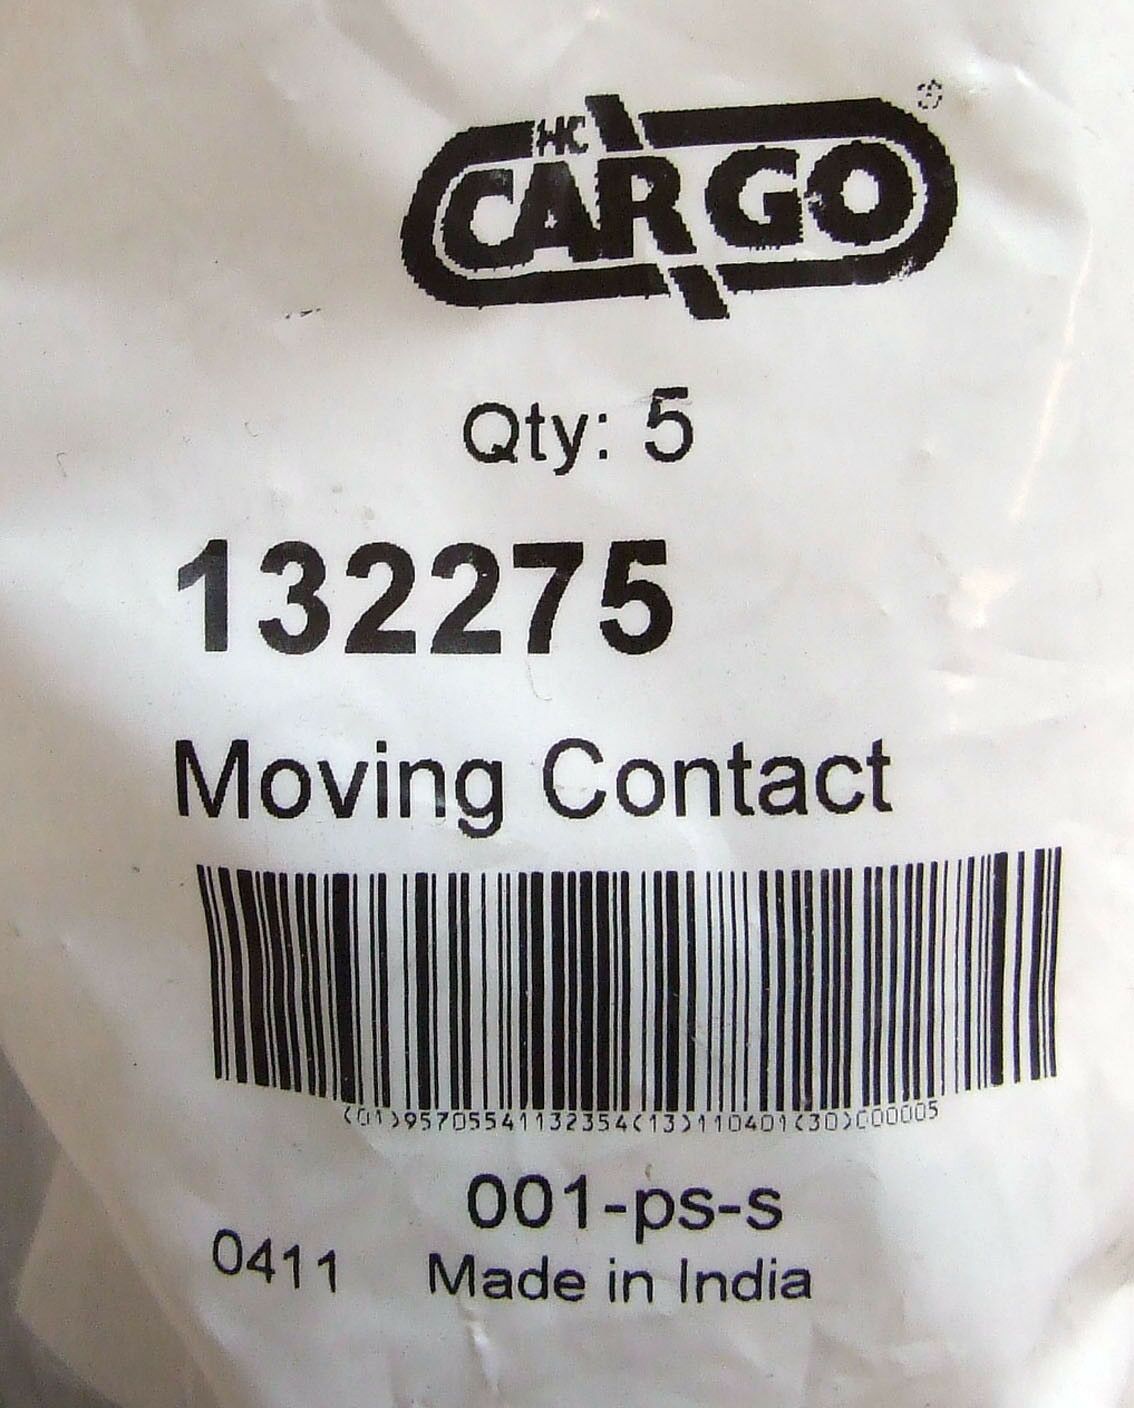 HC
CARGO
®
Qty: 5
132275
Moving Contact
(01)95705541132354(13)110401(30)000005
001-ps-s
0411 Made in India